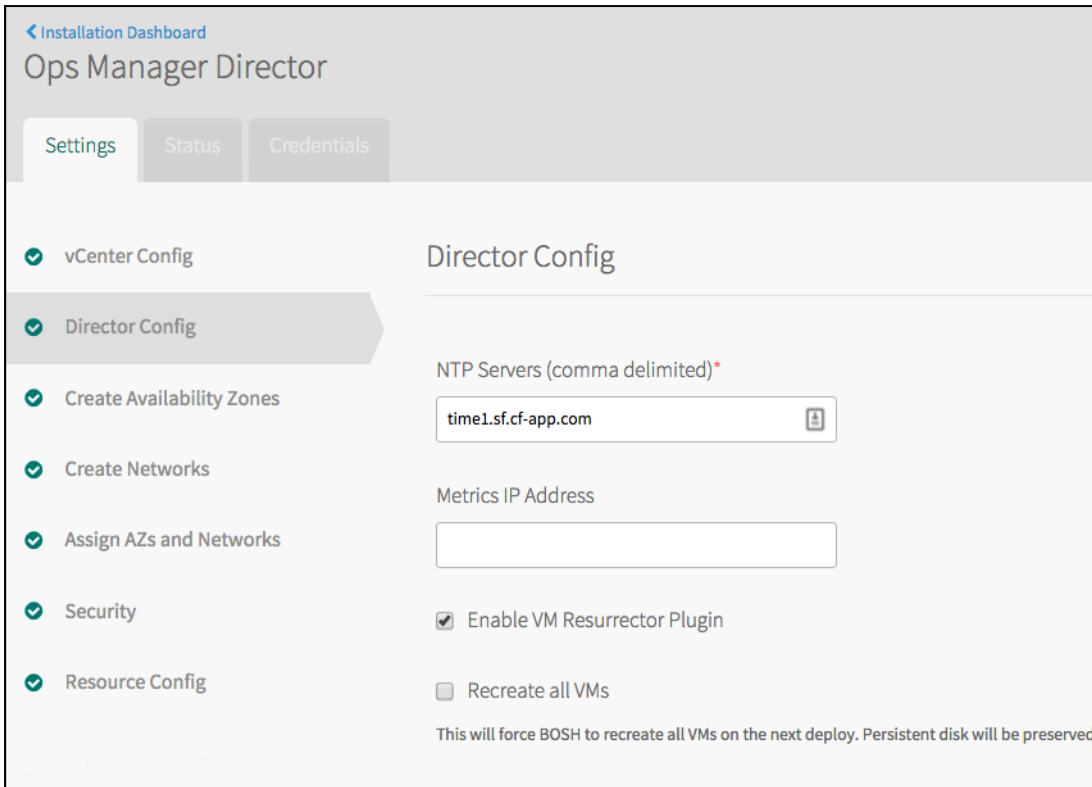 Installation Dashboard
Ops Manager Director
Settings
Status
Credentials
vCenter Config
Director Config
Create Availability Zones
Create Networks
Assign AZs and Networks
Security
Resource Config
Director Config
NTP Servers (comma delimited)*
time1.sf.cf-app.com
Metrics IP Address
Enable VM Resurrector Plugin
Recreate all VMs
This will force BOSH to recreate all VMs on the next deploy. Persistent disk will be preserved